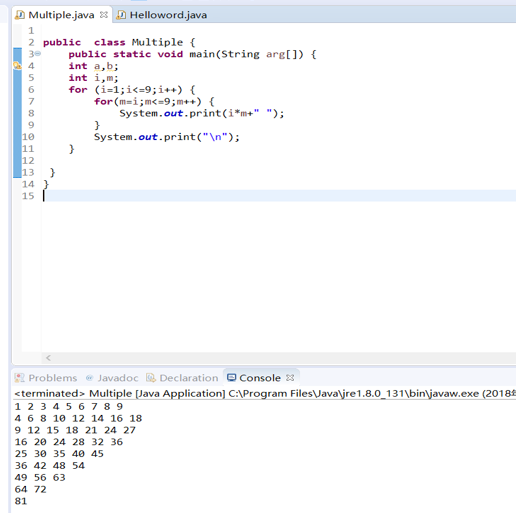 Multiple.java Helloword.java
1
2 public class Multiple {
3 public static void main(String arg[]) {
4 int a,b;
5 int i,m;
6 for (i=1;i<=9;i++) {
7 for(m=i;m<=9;m++) {
8 System.out.print(i*m+" ");
9 }
10 System.out.print("\n");
11 }
12
13 }
14 }
15
Problems Javadoc Declaration Console
<terminated> Multiple [Java Application] C:\Program Files\Java\jre1.8.0_131\bin\javaw.exe (2018年
1 2 3 4 5 6 7 8 9
4 6 8 10 12 14 16 18
9 12 15 18 21 24 27
16 20 24 28 32 36
25 30 35 40 45
36 42 48 54
49 56 63
64 72
81